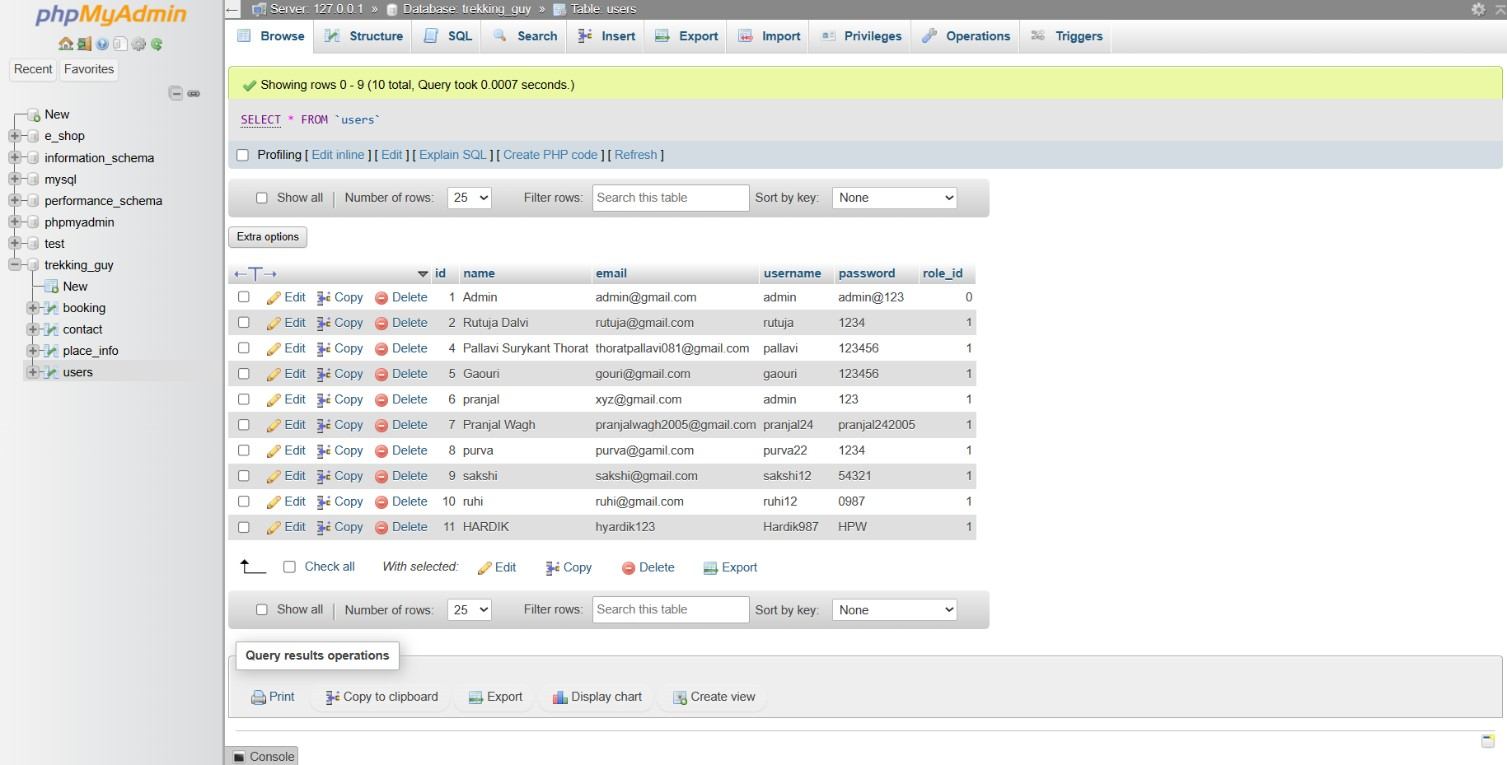 phpMyAdmin
Recent Favorites
New
e_shop
information_schema
mysql
performance_schema
phpmyadmin
test
trekking_guy
New
booking
contact
place_info
users
Server: 127.0.0.1 » Database: trekking_guy » Table: users
Browse Structure SQL Search Insert Export Import Privileges Operations Triggers
Showing rows 0 - 9 (10 total, Query took 0.0007 seconds.)
SELECT * FROM `users`
Profiling [ Edit inline ] [ Edit ] [ Explain SQL ] [ Create PHP code ] [ Refresh ]
Show all | Number of rows: 25 Filter rows: Search this table Sort by key: None
Extra options
←T→ id name email username password role_id
Edit Copy Delete 1 Admin admin@gmail.com admin admin@123 0
Edit Copy Delete 2 Rutuja Dalvi rutuja@gmail.com rutuja 1234 1
Edit Copy Delete 4 Pallavi Surykant Thorat thoratpallavi081@gmail.com pallavi 123456 1
Edit Copy Delete 5 Gaouri gouri@gmail.com gaouri 123456 1
Edit Copy Delete 6 pranjal xyz@gmail.com admin 123 1
Edit Copy Delete 7 Pranjal Wagh pranjalwagh2005@gmail.com pranjal24 pranjal242005 1
Edit Copy Delete 8 purva purva@gamil.com purva22 1234 1
Edit Copy Delete 9 sakshi sakshi@gmail.com sakshi12 54321 1
Edit Copy Delete 10 ruhi ruhi@gmail.com ruhi12 0987 1
Edit Copy Delete 11 HARDIK hyardik123 Hardik987 HPW 1
Check all With selected: Edit Copy Delete Export
Show all | Number of rows: 25 Filter rows: Search this table Sort by key: None
Query results operations
Print Copy to clipboard Export Display chart Create view
Console